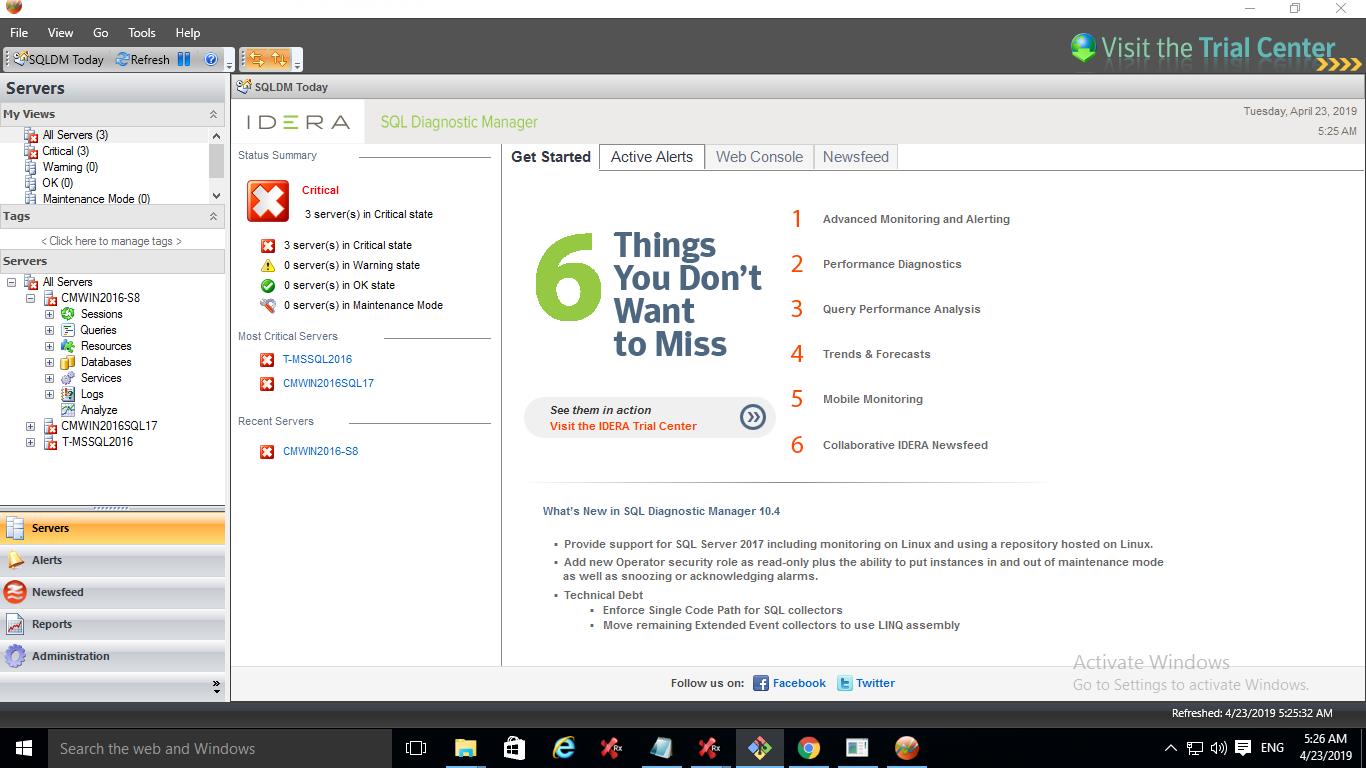 File View Go Tools Help
Visit the Trial Center
SQLDM Today Refresh
Servers
My Views
All Servers (3)
Critical (3)
Warning (0)
OK (0)
Maintenance Mode (0)
Tags
< Click here to manage tags >
Servers
All Servers
CMWIN2016-S8
Sessions
Queries
Resources
Databases
Services
Logs
Analyze
CMWIN2016SQL17
T-MSSQL2016
Servers
Alerts
Newsfeed
Reports
Administration
SQLDM Today
IDERA SQL Diagnostic Manager
Tuesday, April 23, 2019
5:25 AM
Status Summary
Critical
3 server(s) in Critical state
3 server(s) in Critical state
0 server(s) in Warning state
0 server(s) in OK state
0 server(s) in Maintenance Mode
Most Critical Servers
T-MSSQL2016
CMWIN2016SQL17
Recent Servers
CMWIN2016-S8
Get Started Active Alerts Web Console Newsfeed
6 Things
You Don't
Want
to Miss
See them in action
Visit the IDERA Trial Center
1 Advanced Monitoring and Alerting
2 Performance Diagnostics
3 Query Performance Analysis
4 Trends & Forecasts
5 Mobile Monitoring
6 Collaborative IDERA Newsfeed
What's New in SQL Diagnostic Manager 10.4
▪ Provide support for SQL Server 2017 including monitoring on Linux and using a repository hosted on Linux.
▪ Add new Operator security role as read-only plus the ability to put instances in and out of maintenance mode
as well as snoozing or acknowledging alarms.
▪ Technical Debt
▪ Enforce Single Code Path for SQL collectors
▪ Move remaining Extended Event collectors to use LINQ assembly
Activate Windows
Go to Settings to activate Windows.
Follow us on: Facebook Twitter
Refreshed: 4/23/2019 5:25:32 AM
Search the web and Windows
Rx
Rx
ENG
5:26 AM
4/23/2019